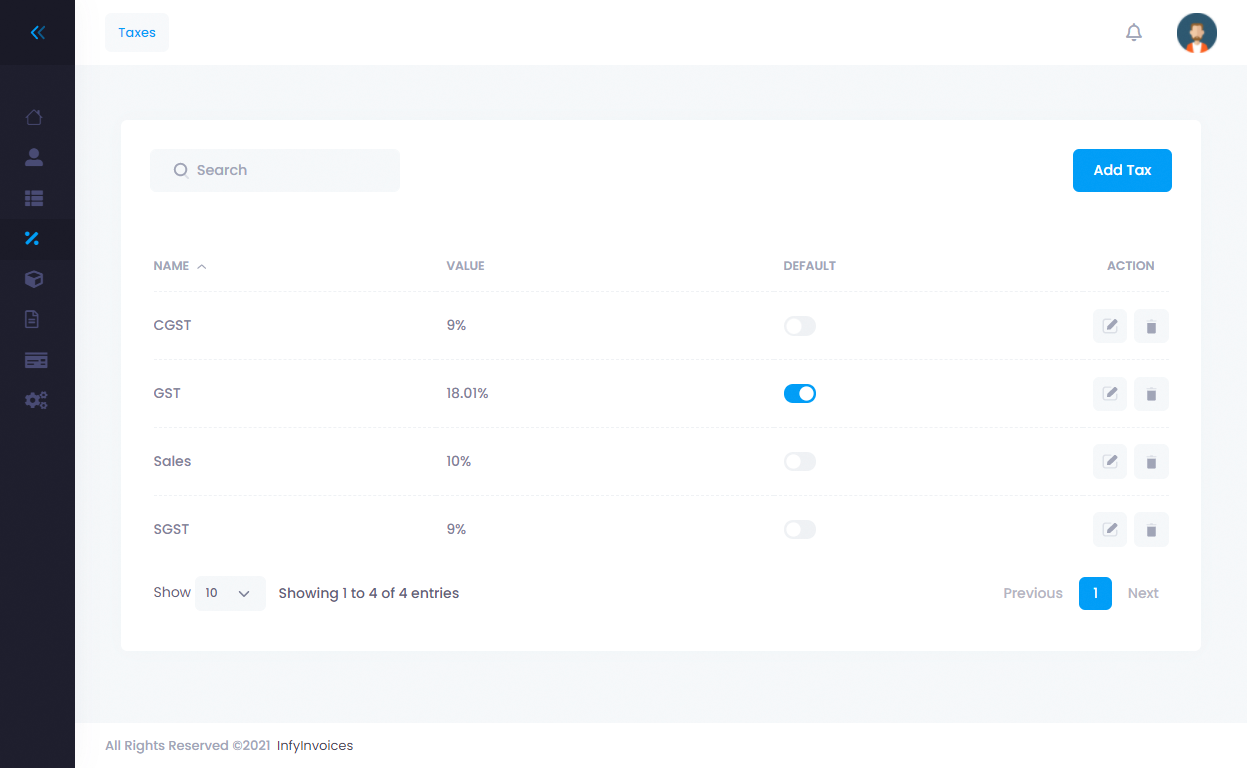 Taxes
Search
Add Tax
NAME VALUE DEFAULT ACTION
CGST 9%
GST 18.01%
Sales 10%
SGST 9%
Show 10 Showing 1 to 4 of 4 entries Previous 1 Next
All Rights Reserved ©2021 InfyInvoices